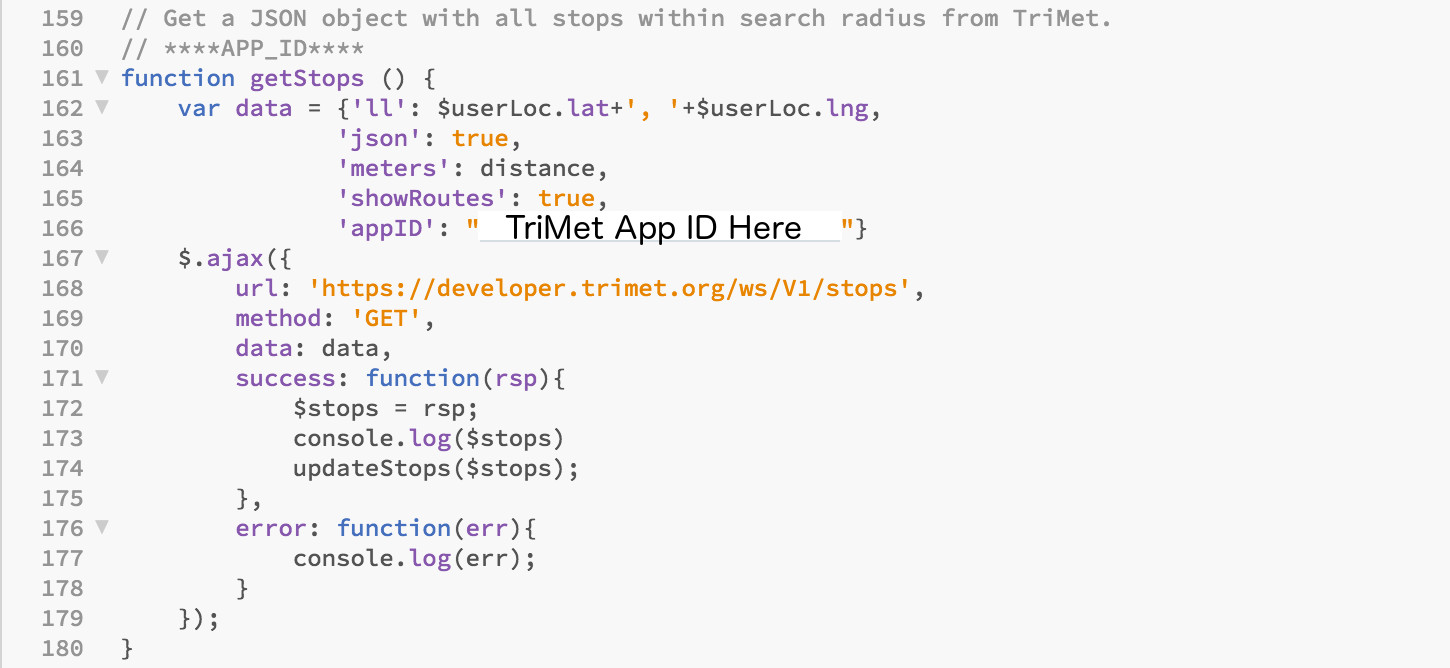 159 // Get a JSON object with all stops within search radius from TriMet.
160 // ****APP_ID****
161 function getStops () {
162     var data = {'ll': $userLoc.lat+', '+$userLoc.lng,
163                'json': true,
164                'meters': distance,
165                'showRoutes': true,
166                'appID': "TriMet App ID Here"}
167     $.ajax({
168         url: 'https://developer.trimet.org/ws/V1/stops',
169         method: 'GET',
170         data: data,
171         success: function(rsp){
172             $stops = rsp;
173             console.log($stops)
174             updateStops($stops);
175         },
176         error: function(err){
177             console.log(err);
178         }
179     });
180 }